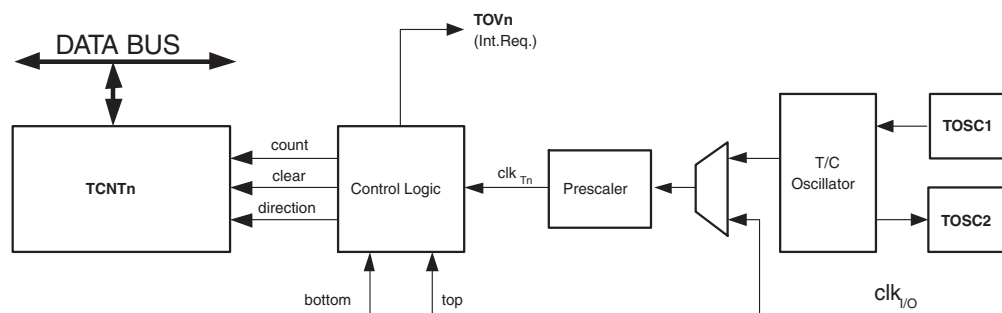 TOVn
(Int.Req.)
DATA BUS
TOSC1
count
TCNTn
clear
Control Logic
clk Tn
Prescaler
T/C
Oscillator
direction
TOSC2
bottom
top
clk I/O